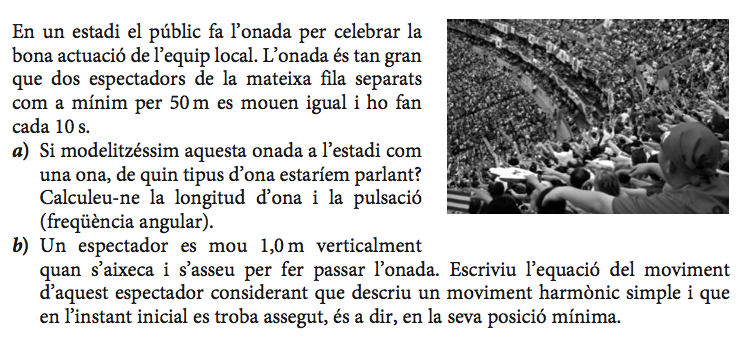 En un estadi el públic fa l'onada per celebrar la
bona actuació de l'equip local. L'onada és tan gran
que dos espectadors de la mateixa fila separats
com a mínim per 50 m es mouen igual i ho fan
cada 10 s.
a) Si modelitzéssim aquesta onada a l'estadi com
una ona, de quin tipus d'ona estaríem parlant?
Calculeu-ne la longitud d'ona i la pulsació
(freqüència angular).
b) Un espectador es mou 1,0 m verticalment
quan s'aixeca i s'asseu per fer passar l'onada. Escriviu l'equació del moviment
d'aquest espectador considerant que descriu un moviment harmònic simple i que
en l'instant inicial es troba assegut, és a dir, en la seva posició mínima.